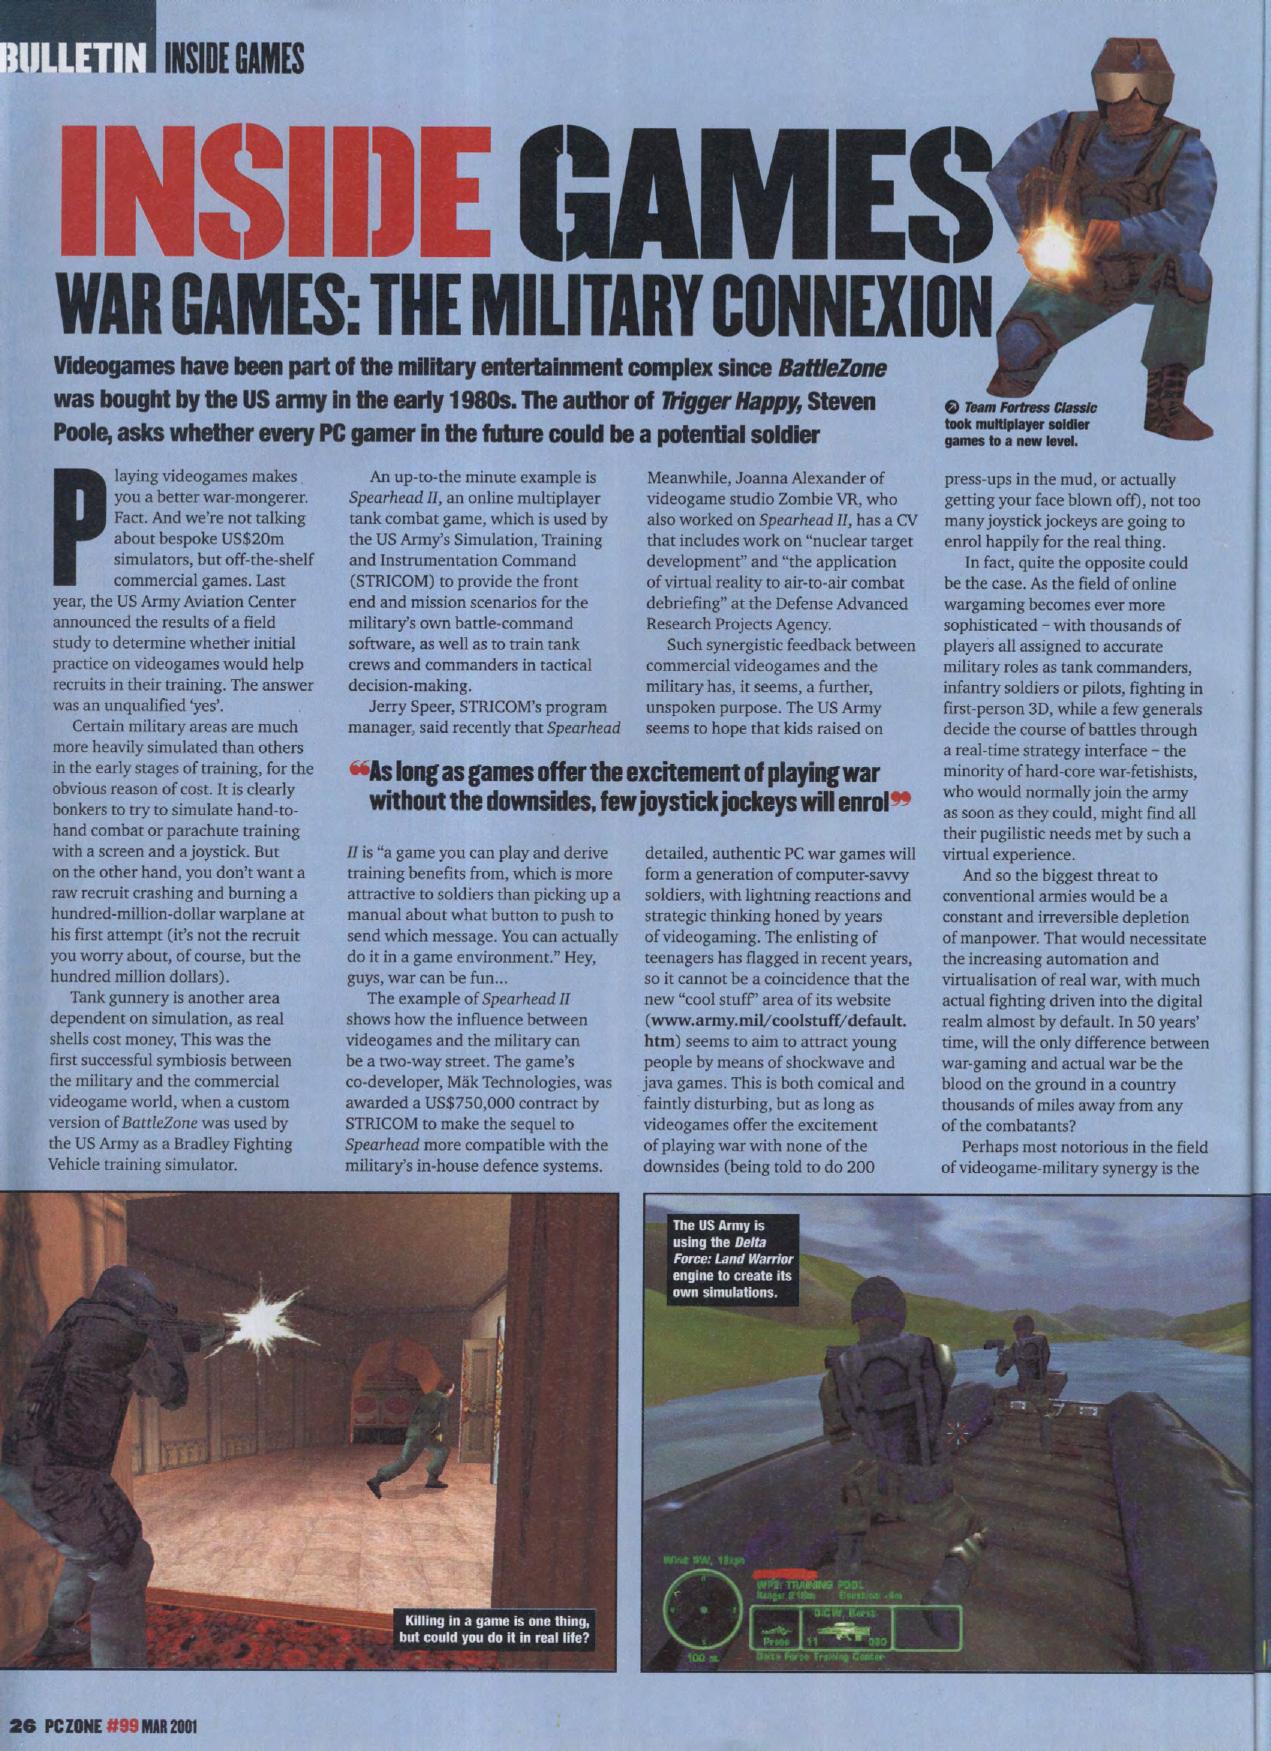 BULLETIN INSIDE GAMES
INSIDE GAMES
WAR GAMES: THE MILITARY CONNEXION
Videogames have been part of the military entertainment complex since BattleZone
was bought by the US army in the early 1980s. The author of Trigger Happy, Steven
Poole, asks whether every PC gamer in the future could be a potential soldier
Team Fortress Classic
took multiplayer soldier
games to a new level.
Playing videogames makes
you a better war-mongerer.
Fact. And we're not talking
about bespoke US$20m
simulators, but off-the-shelf
commercial games. Last
year, the US Army Aviation Center
announced the results of a field
study to determine whether initial
practice on videogames would help
recruits in their training. The answer
was an unqualified 'yes'.
Certain military areas are much
more heavily simulated than others
in the early stages of training, for the
obvious reason of cost. It is clearly
bonkers to try to simulate hand-to-
hand combat or parachute training
with a screen and a joystick. But
on the other hand, you don't want a
raw recruit crashing and burning a
hundred-million-dollar warplane at
his first attempt (it's not the recruit
you worry about, of course, but the
hundred million dollars).
Tank gunnery is another area
dependent on simulation, as real
shells cost money. This was the
first successful symbiosis between
the military and the commercial
videogame world, when a custom
version of BattleZone was used by
the US Army as a Bradley Fighting
Vehicle training simulator.
An up-to-the minute example is
Spearhead II, an online multiplayer
tank combat game, which is used by
the US Army's Simulation, Training
and Instrumentation Command
(STRICOM) to provide the front
end and mission scenarios for the
military's own battle-command
software, as well as to train tank
crews and commanders in tactical
decision-making.
Jerry Speer, STRICOM's program
manager, said recently that Spearhead
II is "a game you can play and derive
training benefits from, which is more
attractive to soldiers than picking up a
manual about what button to push to
send which message. You can actually
do it in a game environment." Hey,
guys, war can be fun...
The example of Spearhead II
shows how the influence between
videogames and the military can
be a two-way street. The game's
co-developer, Mäk Technologies, was
awarded a US$750,000 contract by
STRICOM to make the sequel to
Spearhead more compatible with the
military's in-house defence systems.
Meanwhile, Joanna Alexander of
videogame studio Zombie VR, who
also worked on Spearhead II, has a CV
that includes work on "nuclear target
development" and "the application
of virtual reality to air-to-air combat
debriefing" at the Defense Advanced
Research Projects Agency.
Such synergistic feedback between
commercial videogames and the
military has, it seems, a further,
unspoken purpose. The US Army
seems to hope that kids raised on
"As long as games offer the excitement of playing war
without the downsides, few joystick jockeys will enrol"
detailed, authentic PC war games will
form a generation of computer-savvy
soldiers, with lightning reactions and
strategic thinking honed by years
of videogaming. The enlisting of
teenagers has flagged in recent years,
so it cannot be a coincidence that the
new "cool stuff" area of its website
(www.army.mil/coolstuff/default.
htm) seems to aim to attract young
people by means of shockwave and
java games. This is both comical and
faintly disturbing, but as long as
videogames offer the excitement
of playing war with none of the
downsides (being told to do 200
press-ups in the mud, or actually
getting your face blown off), not too
many joystick jockeys are going to
enrol happily for the real thing.
In fact, quite the opposite could
be the case. As the field of online
wargaming becomes ever more
sophisticated – with thousands of
players all assigned to accurate
military roles as tank commanders,
infantry soldiers or pilots, fighting in
first-person 3D, while a few generals
decide the course of battles through
a real-time strategy interface – the
minority of hard-core war-fetishists,
who would normally join the army
as soon as they could, might find all
their pugilistic needs met by such a
virtual experience.
And so the biggest threat to
conventional armies would be a
constant and irreversible depletion
of manpower. That would necessitate
the increasing automation and
virtualisation of real war, with much
actual fighting driven into the digital
realm almost by default. In 50 years'
time, will the only difference between
war-gaming and actual war be the
blood on the ground in a country
thousands of miles away from any
of the combatants?
Perhaps most notorious in the field
of videogame-military synergy is the
Killing in a game is one thing,
but could you do it in real life?
The US Army is
using the Delta
Force: Land Warrior
engine to create its
own simulations.
WP2: TRAINING POOL
OICW, Burst
Prone 11
100 m
Delta Force Training Center
26 PC ZONE #99 MAR 2001